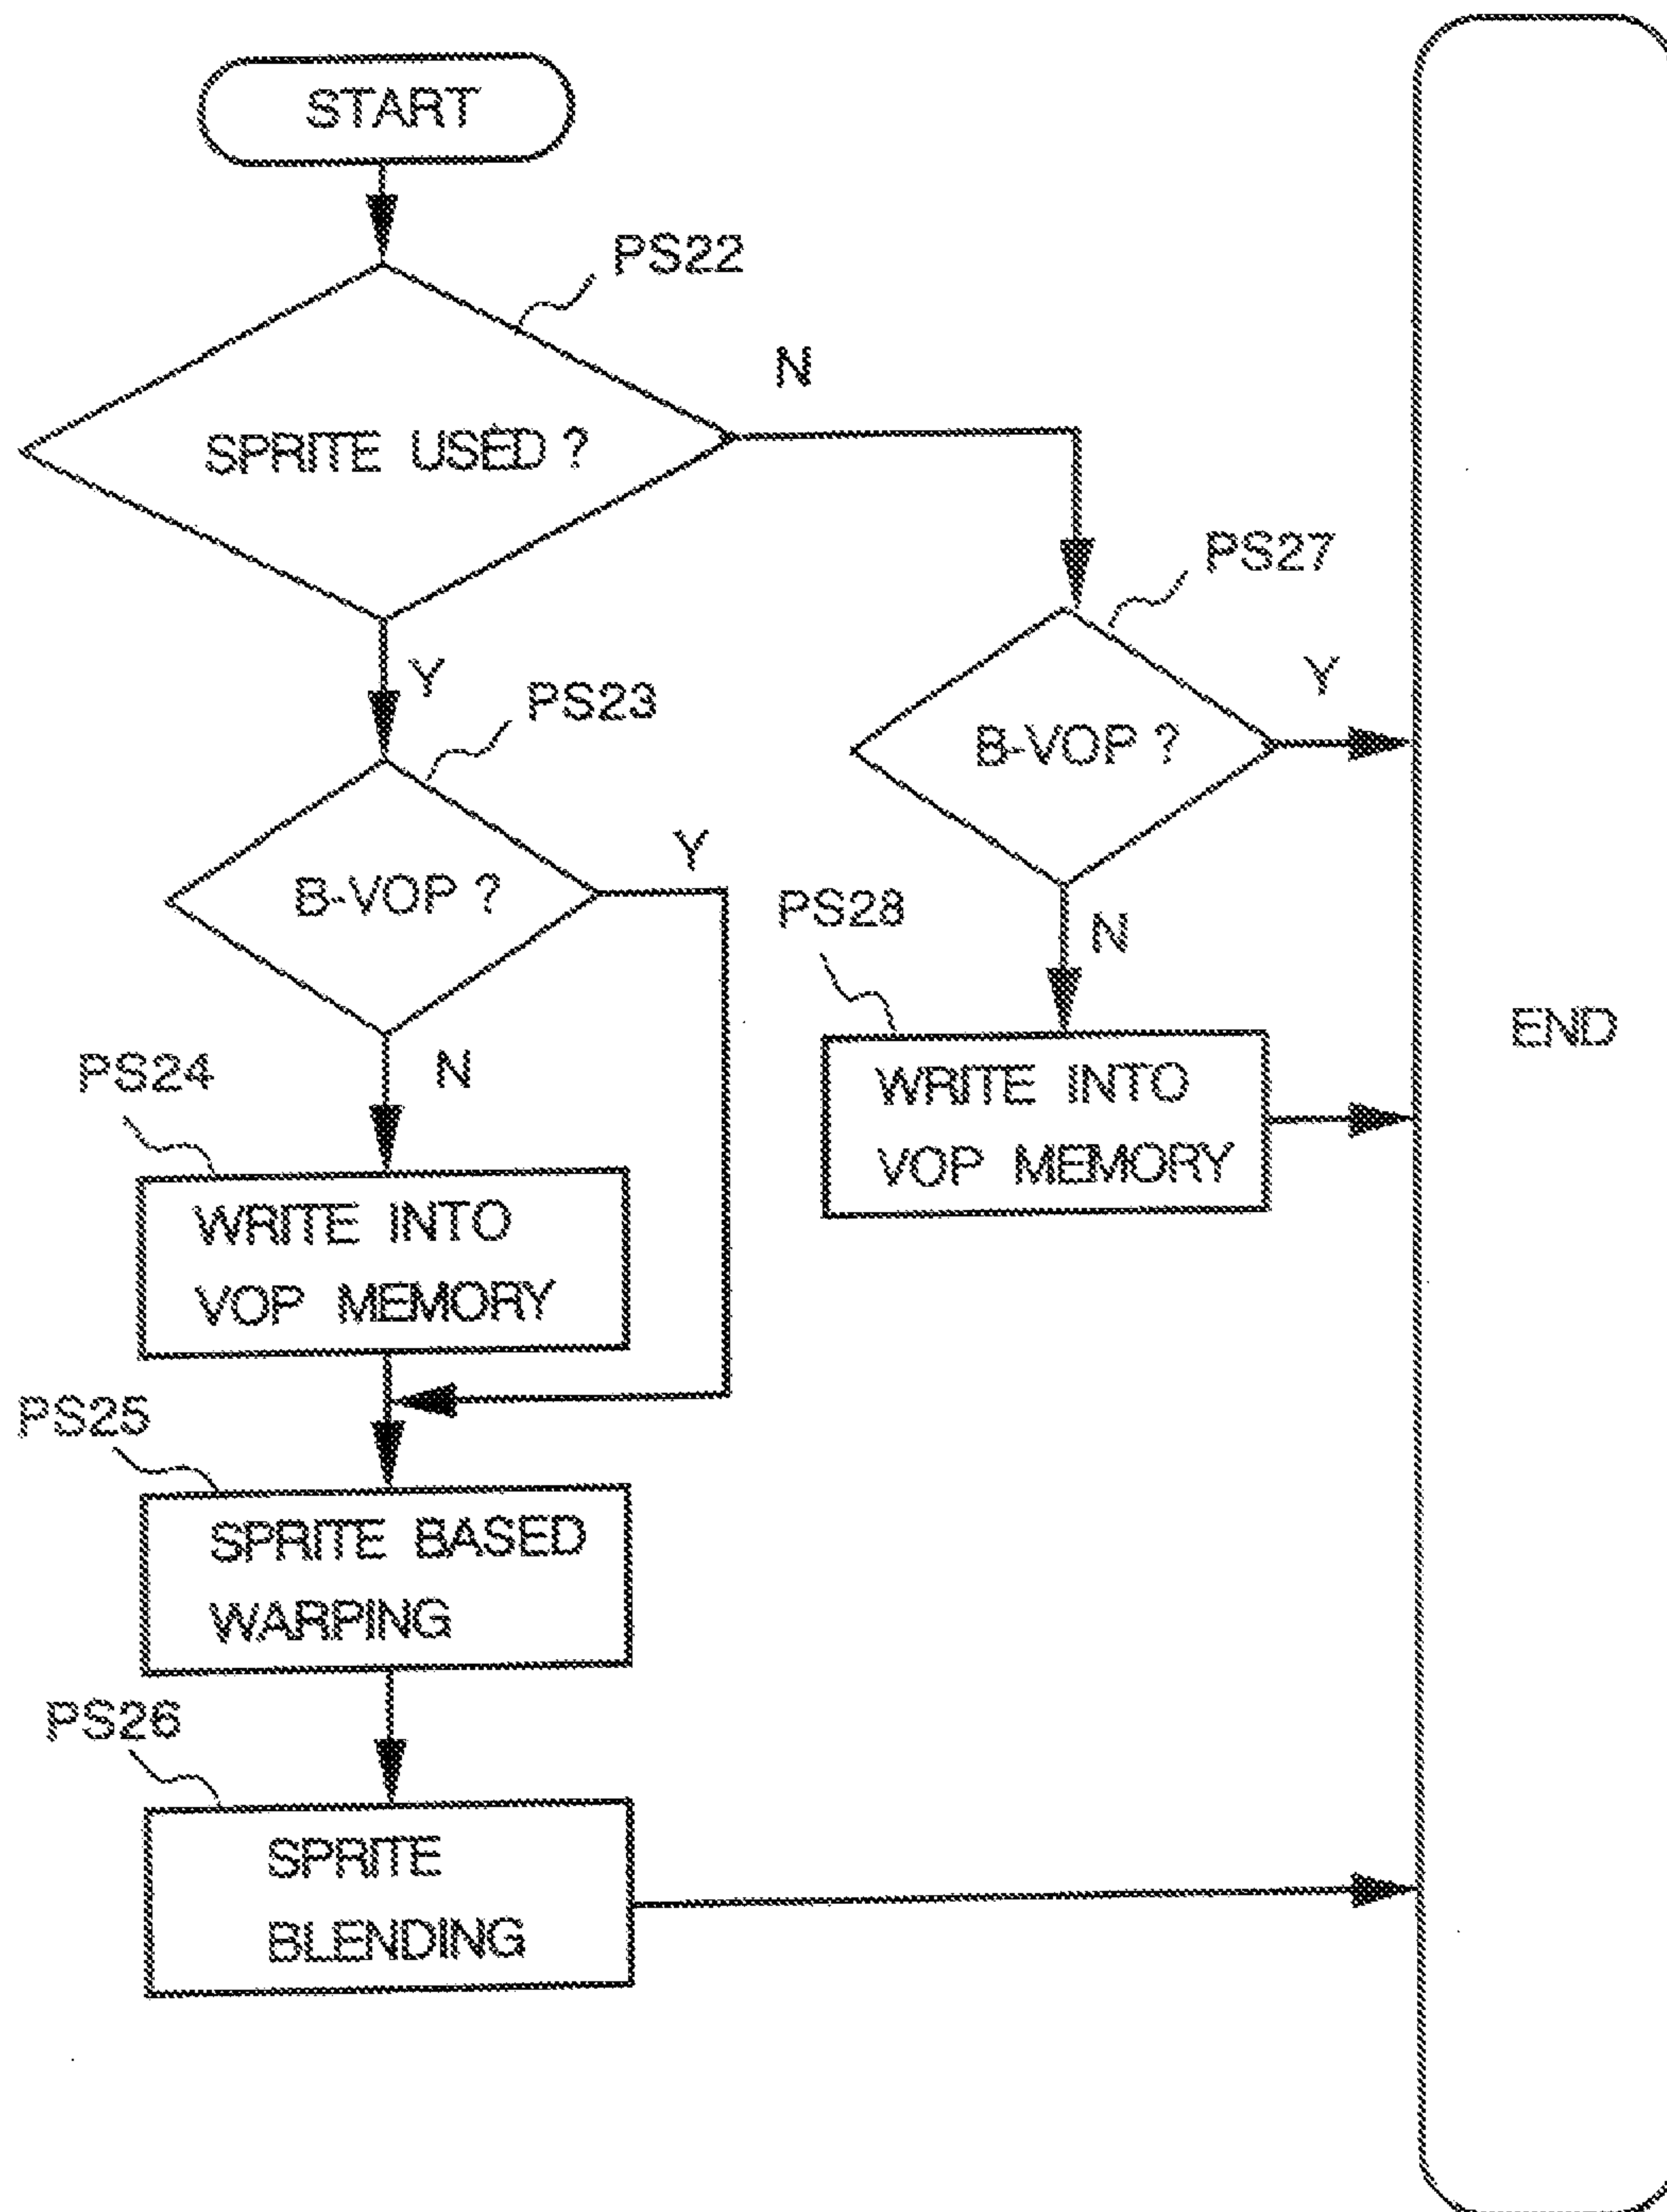 START
PS22
N
SPRITE USED ?
PS27
Y
Y
PS23
B-VOP ?
Y
B-VOP ?
PS28
N
END
PS24
N
WRITE INTO
VOP MEMORY
WRITE INTO
VOP MEMORY
PS25
SPRITE BASED
WARPING
PS26
SPRITE
BLENDING